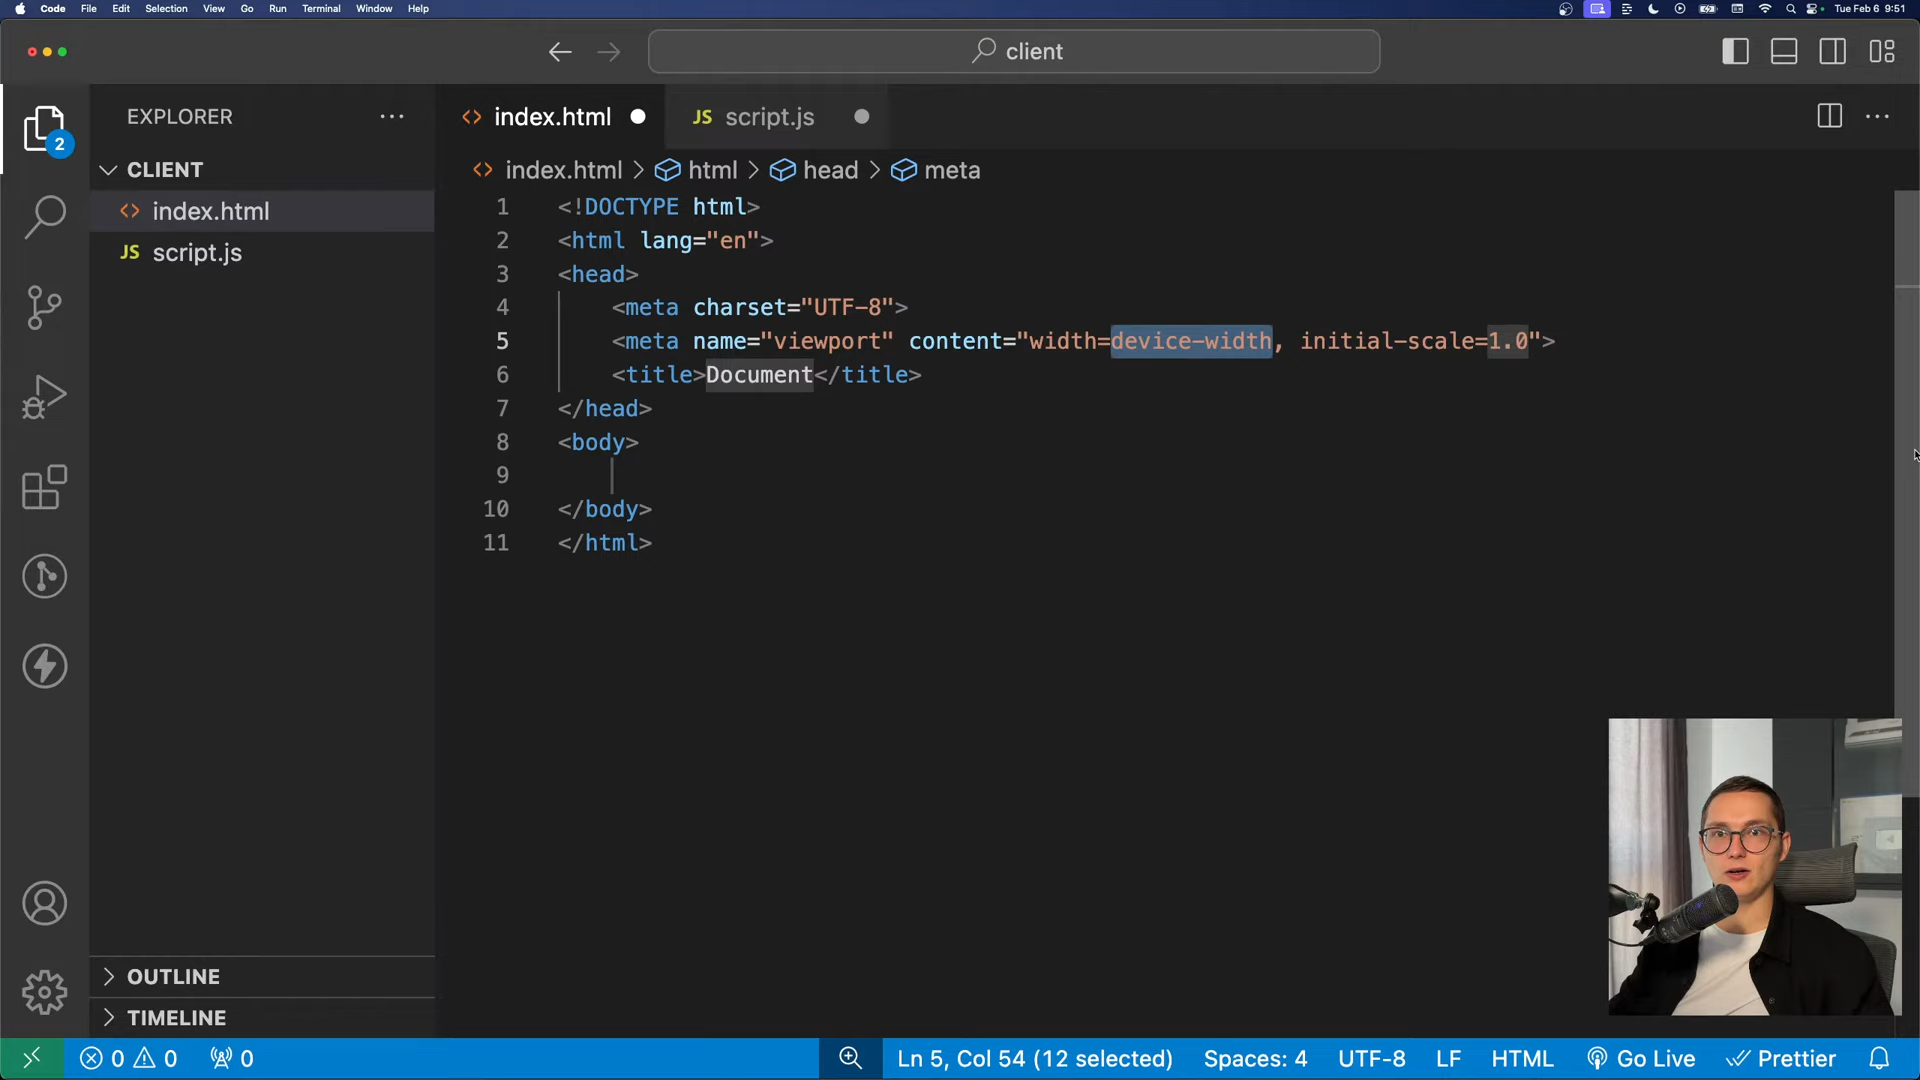 Code File Edit Selection View Go Run Terminal Window Help Tue Feb 6 9:51
client
EXPLORER
CLIENT
index.html
JS script.js
OUTLINE
TIMELINE
2
index.html JS script.js
index.html > html > head > meta
1 <!DOCTYPE html>
2 <html lang="en">
3 <head>
4 <meta charset="UTF-8">
5 <meta name="viewport" content="width=device-width, initial-scale=1.0">
6 <title>Document</title>
7 </head>
8 <body>
9
10 </body>
11 </html>
0 0 0 Ln 5, Col 54 (12 selected) Spaces: 4 UTF-8 LF HTML Go Live Prettier